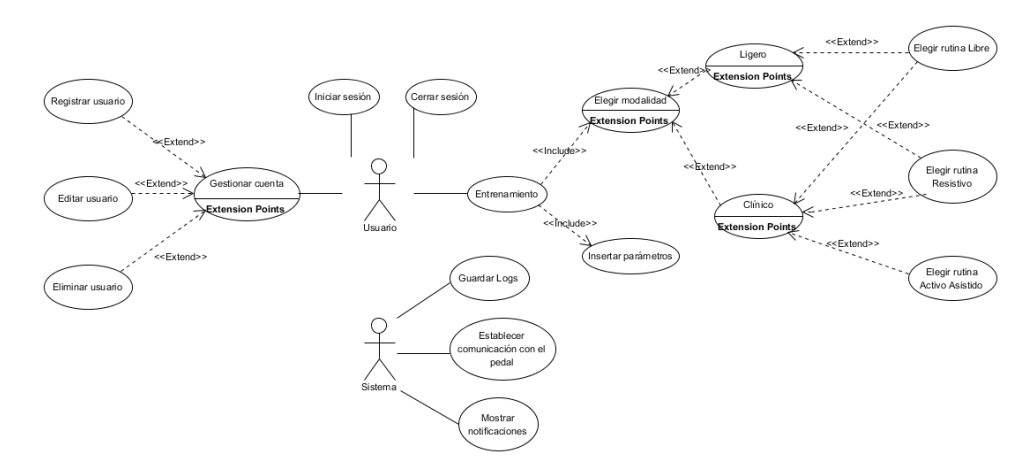 <<Extend>>
Elegir rutina Libre
Ligero
Extension Points
<<Extend>>
Registrar usuario
Iniciar sesión
Cerrar sesión
Elegir modalidad
Extension Points
<<Extend>>
<<Extend>>
<<Include>>
<<Extend>>
Elegir rutina
Resistivo
<<Extend>>
Gestionar cuenta
Extension Points
Editar usuario
Usuario
Entrenamiento
<<Extend>>
Clínico
Extension Points
<<Include>>
<<Extend>>
<<Extend>>
Insertar parámetros
Eliminar usuario
Guardar Logs
Elegir rutina
Activo Asistido
Establecer
comunicación con el
pedal
Sistema
Mostrar
notificaciones